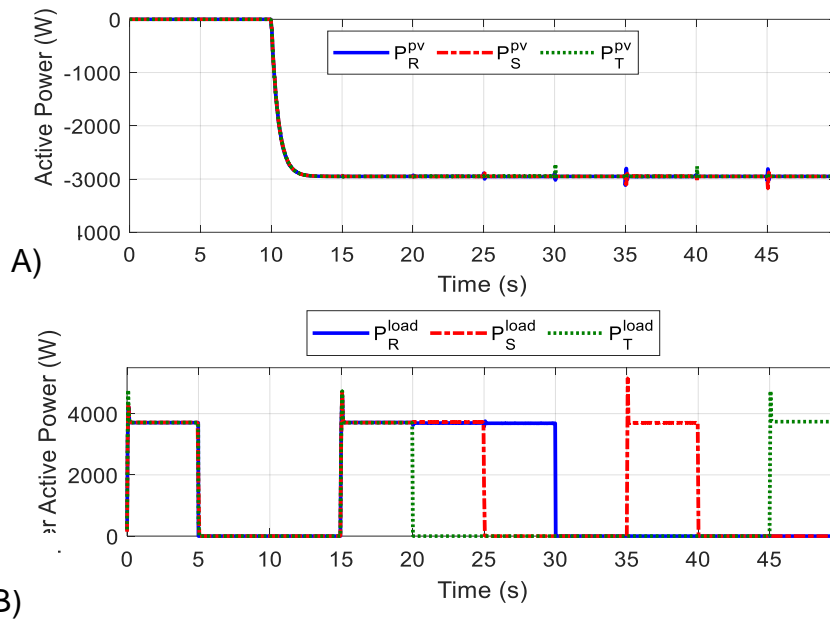 0
-1000
-2000
-3000
4000
Active Power (W)
P_R^pv P_S^pv P_T^pv
0 5 10 15 20 25 30 35 40 45
Time (s)
A)
P_R^load P_S^load P_T^load
4000
2000
0
er Active Power (W)
0 5 10 15 20 25 30 35 40 45
Time (s)
B)